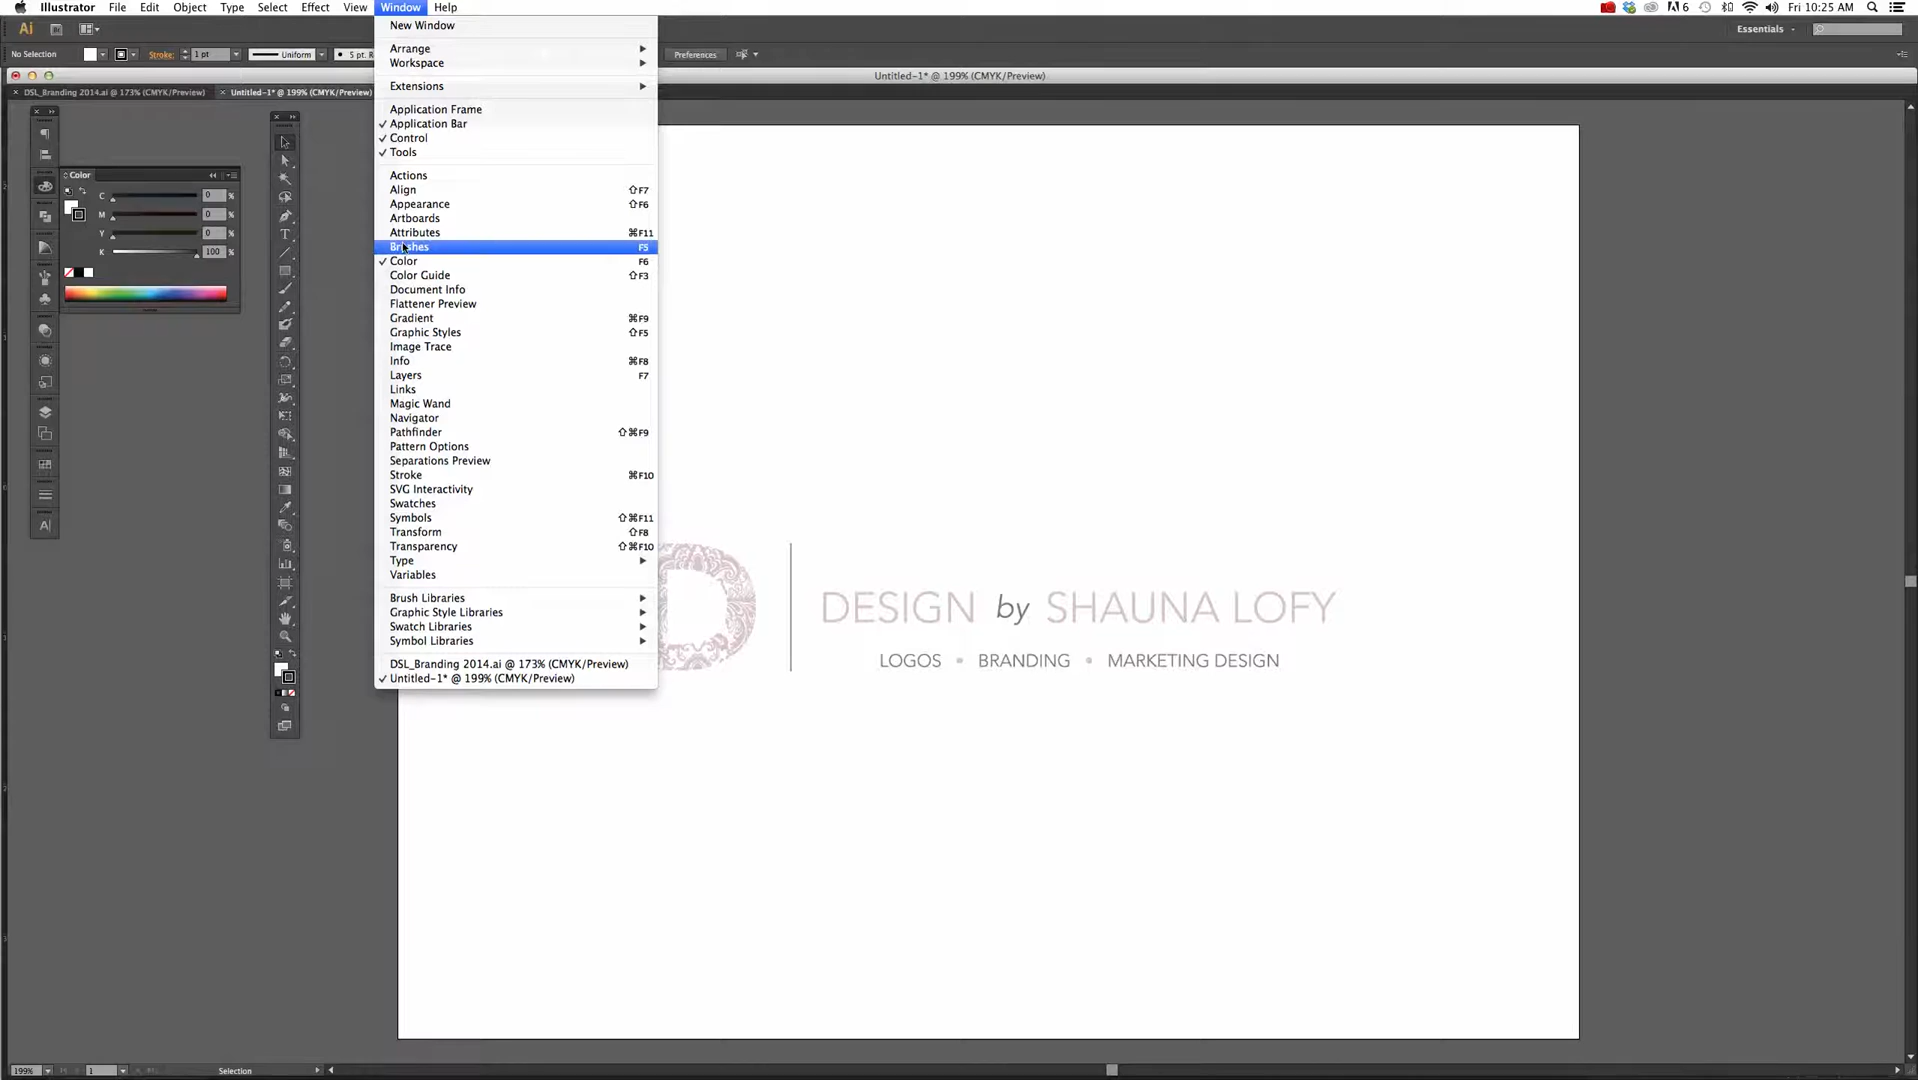 Illustrator File Edit Object Type Select Effect View Window Help
6 Fri 10:25 AM
Ai Essentials
No Selection Stroke: 1 pt Uniform 5 pt. Preferences
Untitled-1* @ 199% (CMYK/Preview)
DSL_Branding 2014.ai @ 173% (CMYK/Preview) Untitled-1* @ 199% (CMYK/Preview)
New Window
Arrange
Workspace
Extensions
Application Frame
✓ Application Bar
✓ Control
✓ Tools
Actions
Align ⇧F7
Appearance ⇧F6
Artboards
Attributes ⌘F11
Brushes F5
✓ Color F6
Color Guide ⇧F3
Document Info
Flattener Preview
Gradient ⌘F9
Graphic Styles ⇧F5
Image Trace
Info ⌘F8
Layers F7
Links
Magic Wand
Navigator
Pathfinder ⇧⌘F9
Pattern Options
Separations Preview
Stroke ⌘F10
SVG Interactivity
Swatches
Symbols ⇧⌘F11
Transform ⇧F8
Transparency ⇧⌘F10
Type
Variables
Brush Libraries
Graphic Style Libraries
Swatch Libraries
Symbol Libraries
DSL_Branding 2014.ai @ 173% (CMYK/Preview)
✓ Untitled-1* @ 199% (CMYK/Preview)
Color
C 0 %
M 0 %
Y 0 %
K 100 %
D
DESIGN by SHAUNA LOFY
LOGOS • BRANDING • MARKETING DESIGN
199% 1 Selection